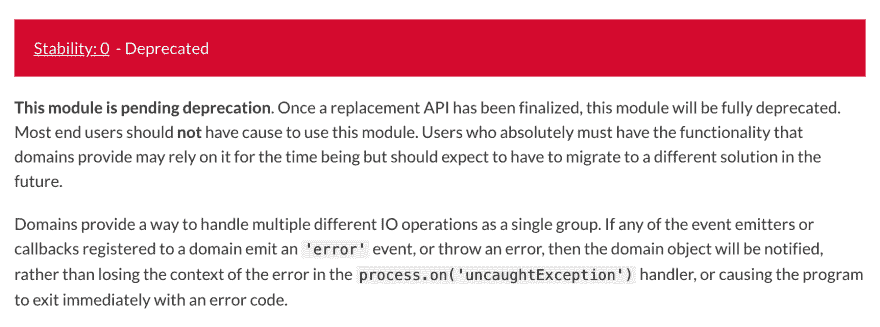 Stability: 0 - Deprecated
This module is pending deprecation. Once a replacement API has been finalized, this module will be fully deprecated.
Most end users should not have cause to use this module. Users who absolutely must have the functionality that
domains provide may rely on it for the time being but should expect to have to migrate to a different solution in the
future.
Domains provide a way to handle multiple different IO operations as a single group. If any of the event emitters or
callbacks registered to a domain emit an 'error' event, or throw an error, then the domain object will be notified,
rather than losing the context of the error in the process.on('uncaughtException') handler, or causing the program
to exit immediately with an error code.